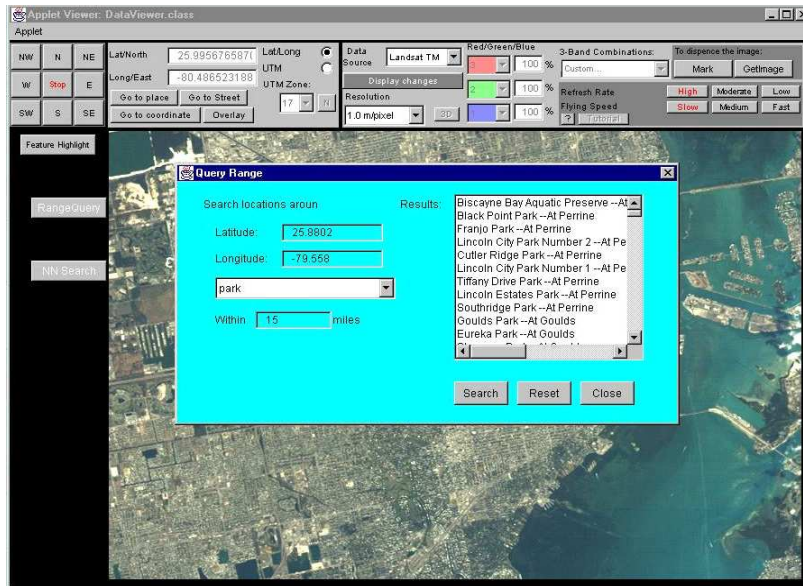 Applet Viewer: DataViewer.class
Applet
NW N NE
W Stop E
SW S SE
Lat/North 25.995676587( Lat/Long
Long/East -80.486523188 UTM
UTM Zone:
17 N
Go to place Go to Street
Go to coordinate Overlay
Data Source Landsat TM
Display changes
Resolution
1.0 m/pixel 3D
Red/Green/Blue
3 100 %
2 100 %
1 100 %
3-Band Combinations:
Custom...
Refresh Rate
Flying Speed
? Tutorial
To dispence the image:
Mark GetImage
High Moderate Low
Slow Medium Fast
Feature Highlight
RangeQuery
NN Search
Query Range
Search locations aroun
Latitude: 25.8802
Longitude: -79.558
park
Within 15 miles
Results:
Biscayne Bay Aquatic Preserve --At
Black Point Park --At Perrine
Franjo Park --At Perrine
Lincoln City Park Number 2 --At Pe
Cutler Ridge Park --At Perrine
Lincoln City Park Number 1 --At Pe
Tiffany Drive Park --At Perrine
Lincoln Estates Park --At Perrine
Southridge Park --At Perrine
Goulds Park --At Goulds
Eureka Park --At Goulds
Search Reset Close